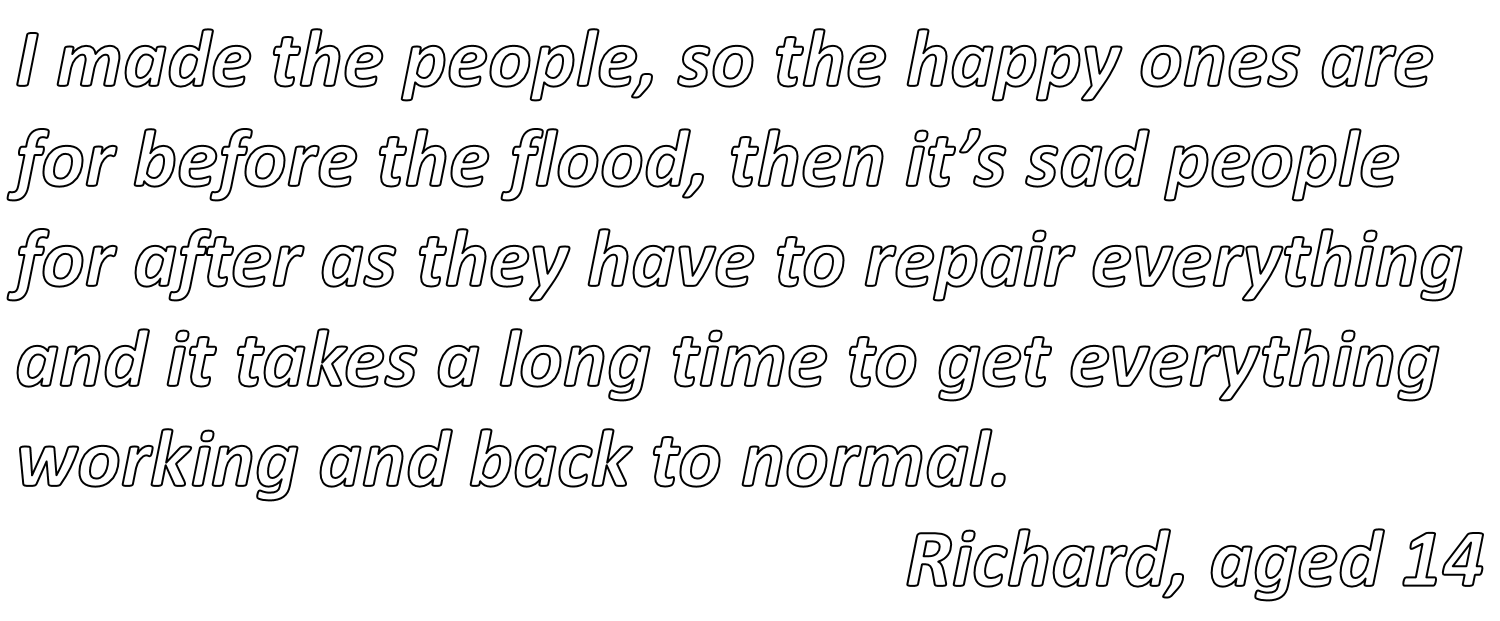 I made the people, so the happy ones are
for before the flood, then it’s sad people
for after as they have to repair everything
and it takes a long time to get everything
working and back to normal.
Richard, aged 14